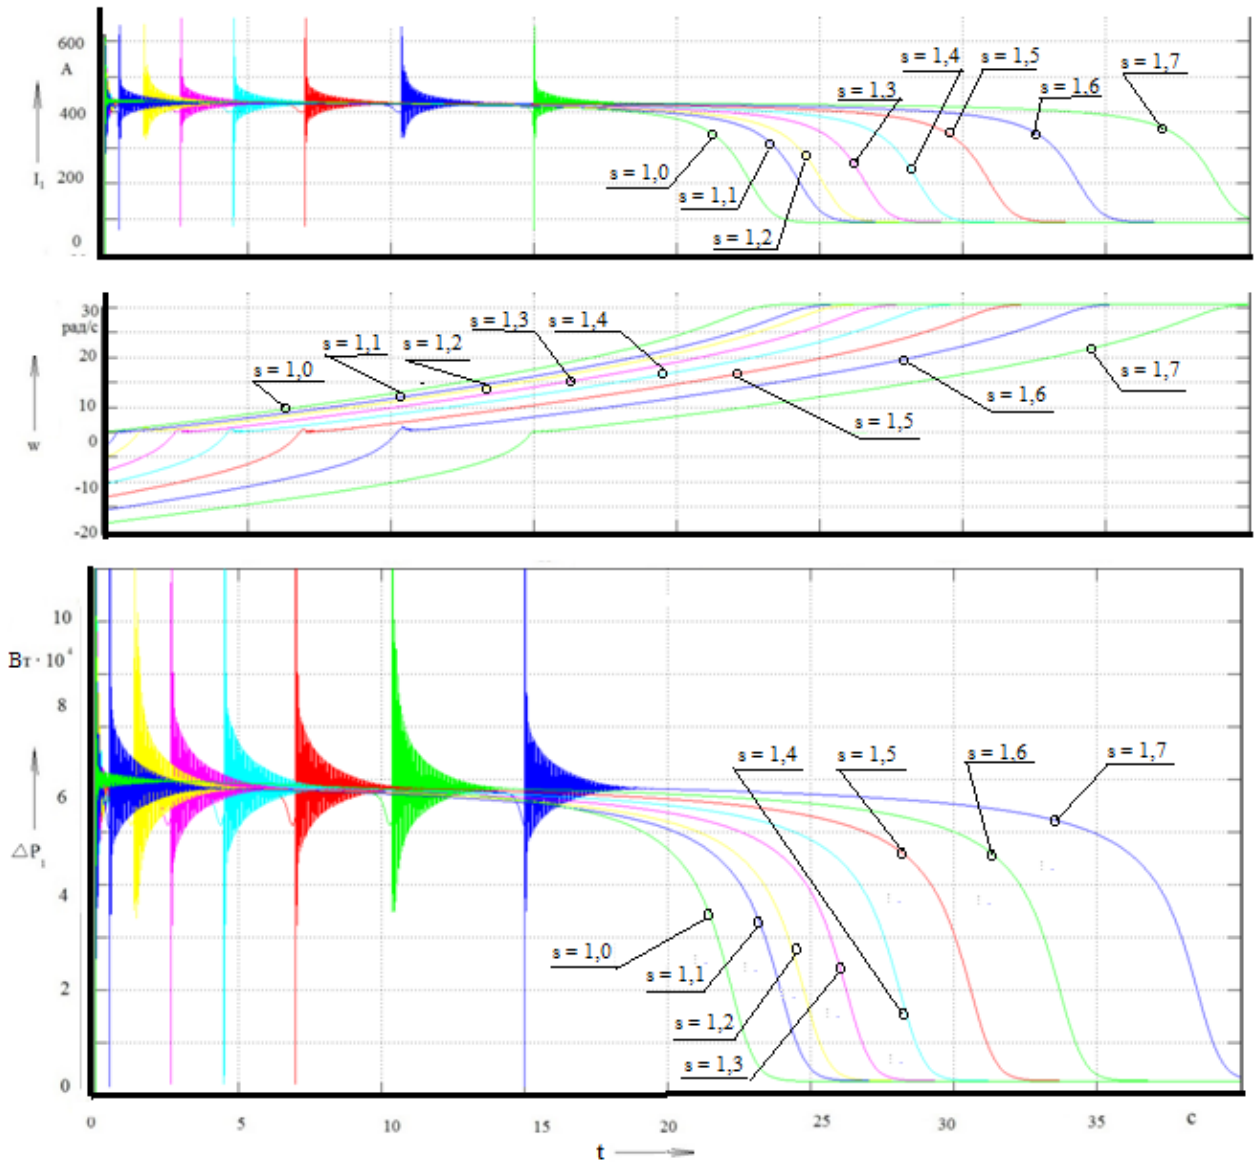 600
А
400
I₁
200
0
s = 1,0
s = 1,1
s = 1,2
s = 1,3
s = 1,4
s = 1,5
s = 1.6
s = 1,7
30
рад/с
20
10
w
0
-10
-20
s = 1,0
s = 1,1
s = 1,2
s = 1,3
s = 1,4
s = 1,5
s = 1,6
s = 1,7
10
Вт · 10⁴
8
6
△P₁
4
2
0
s = 1,0
s = 1,1
s = 1,2
s = 1,3
s = 1,4
s = 1,5
s = 1.6
s = 1,7
0
5
10
15
20
25
30
35
с
t